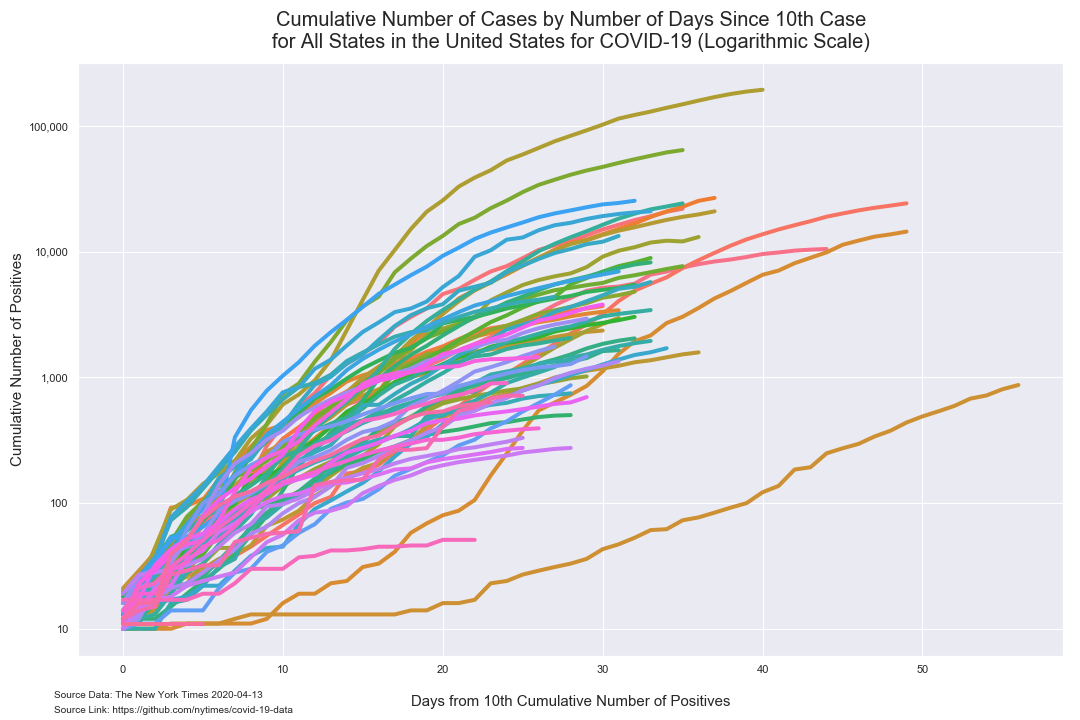 Cumulative Number of Cases by Number of Days Since 10th Case
for All States in the United States for COVID-19 (Logarithmic Scale)
Cumulative Number of Positives
100,000
10,000
1,000
100
10
0 10 20 30 40 50
Days from 10th Cumulative Number of Positives
Source Data: The New York Times 2020-04-13
Source Link: https://github.com/nytimes/covid-19-data